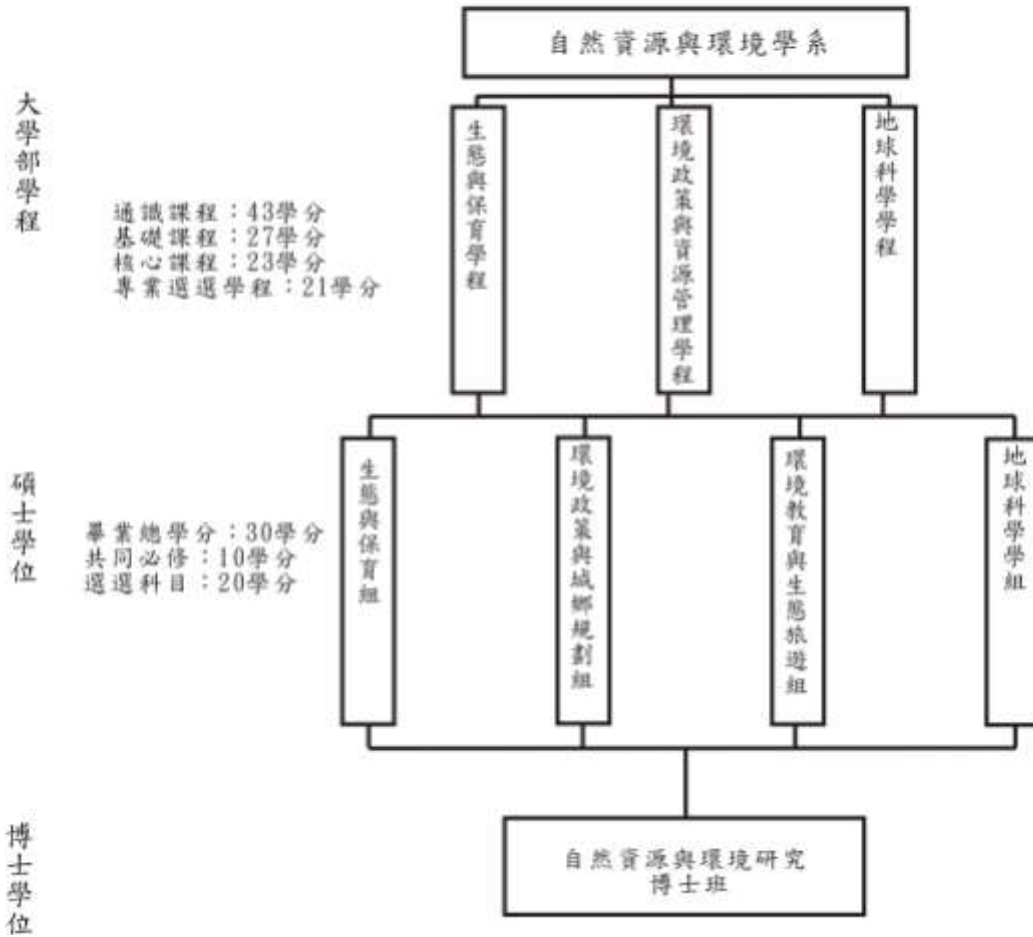 自然資源與環境學系
大學部學程
生態與保育學程
環境政策與資源管理學程
地球科學學程
通識課程：43學分
基礎課程：27學分
核心課程：23學分
專業選選學程：21學分
碩士學位
生態與保育組
環境政策與城鄉規劃組
環境教育與生態旅遊組
地球科學學組
畢業總學分：30學分
共同必修：10學分
選選科目：20學分
博士學位
自然資源與環境研究
博士班